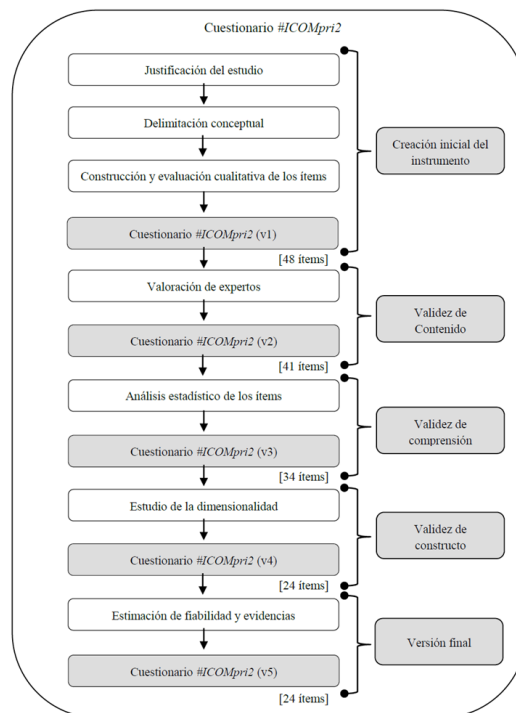 Cuestionario #ICOMpri2
Justificación del estudio
Delimitación conceptual
Construcción y evaluación cualitativa de los ítems
Cuestionario #ICOMpri2 (v1)
[48 ítems]
Creación inicial del
instrumento
Valoración de expertos
Cuestionario #ICOMpri2 (v2)
[41 ítems]
Validez de
Contenido
Análisis estadístico de los ítems
Cuestionario #ICOMpri2 (v3)
[34 ítems]
Validez de
comprensión
Estudio de la dimensionalidad
Cuestionario #ICOMpri2 (v4)
[24 ítems]
Validez de
constructo
Estimación de fiabilidad y evidencias
Cuestionario #ICOMpri2 (v5)
[24 ítems]
Versión final